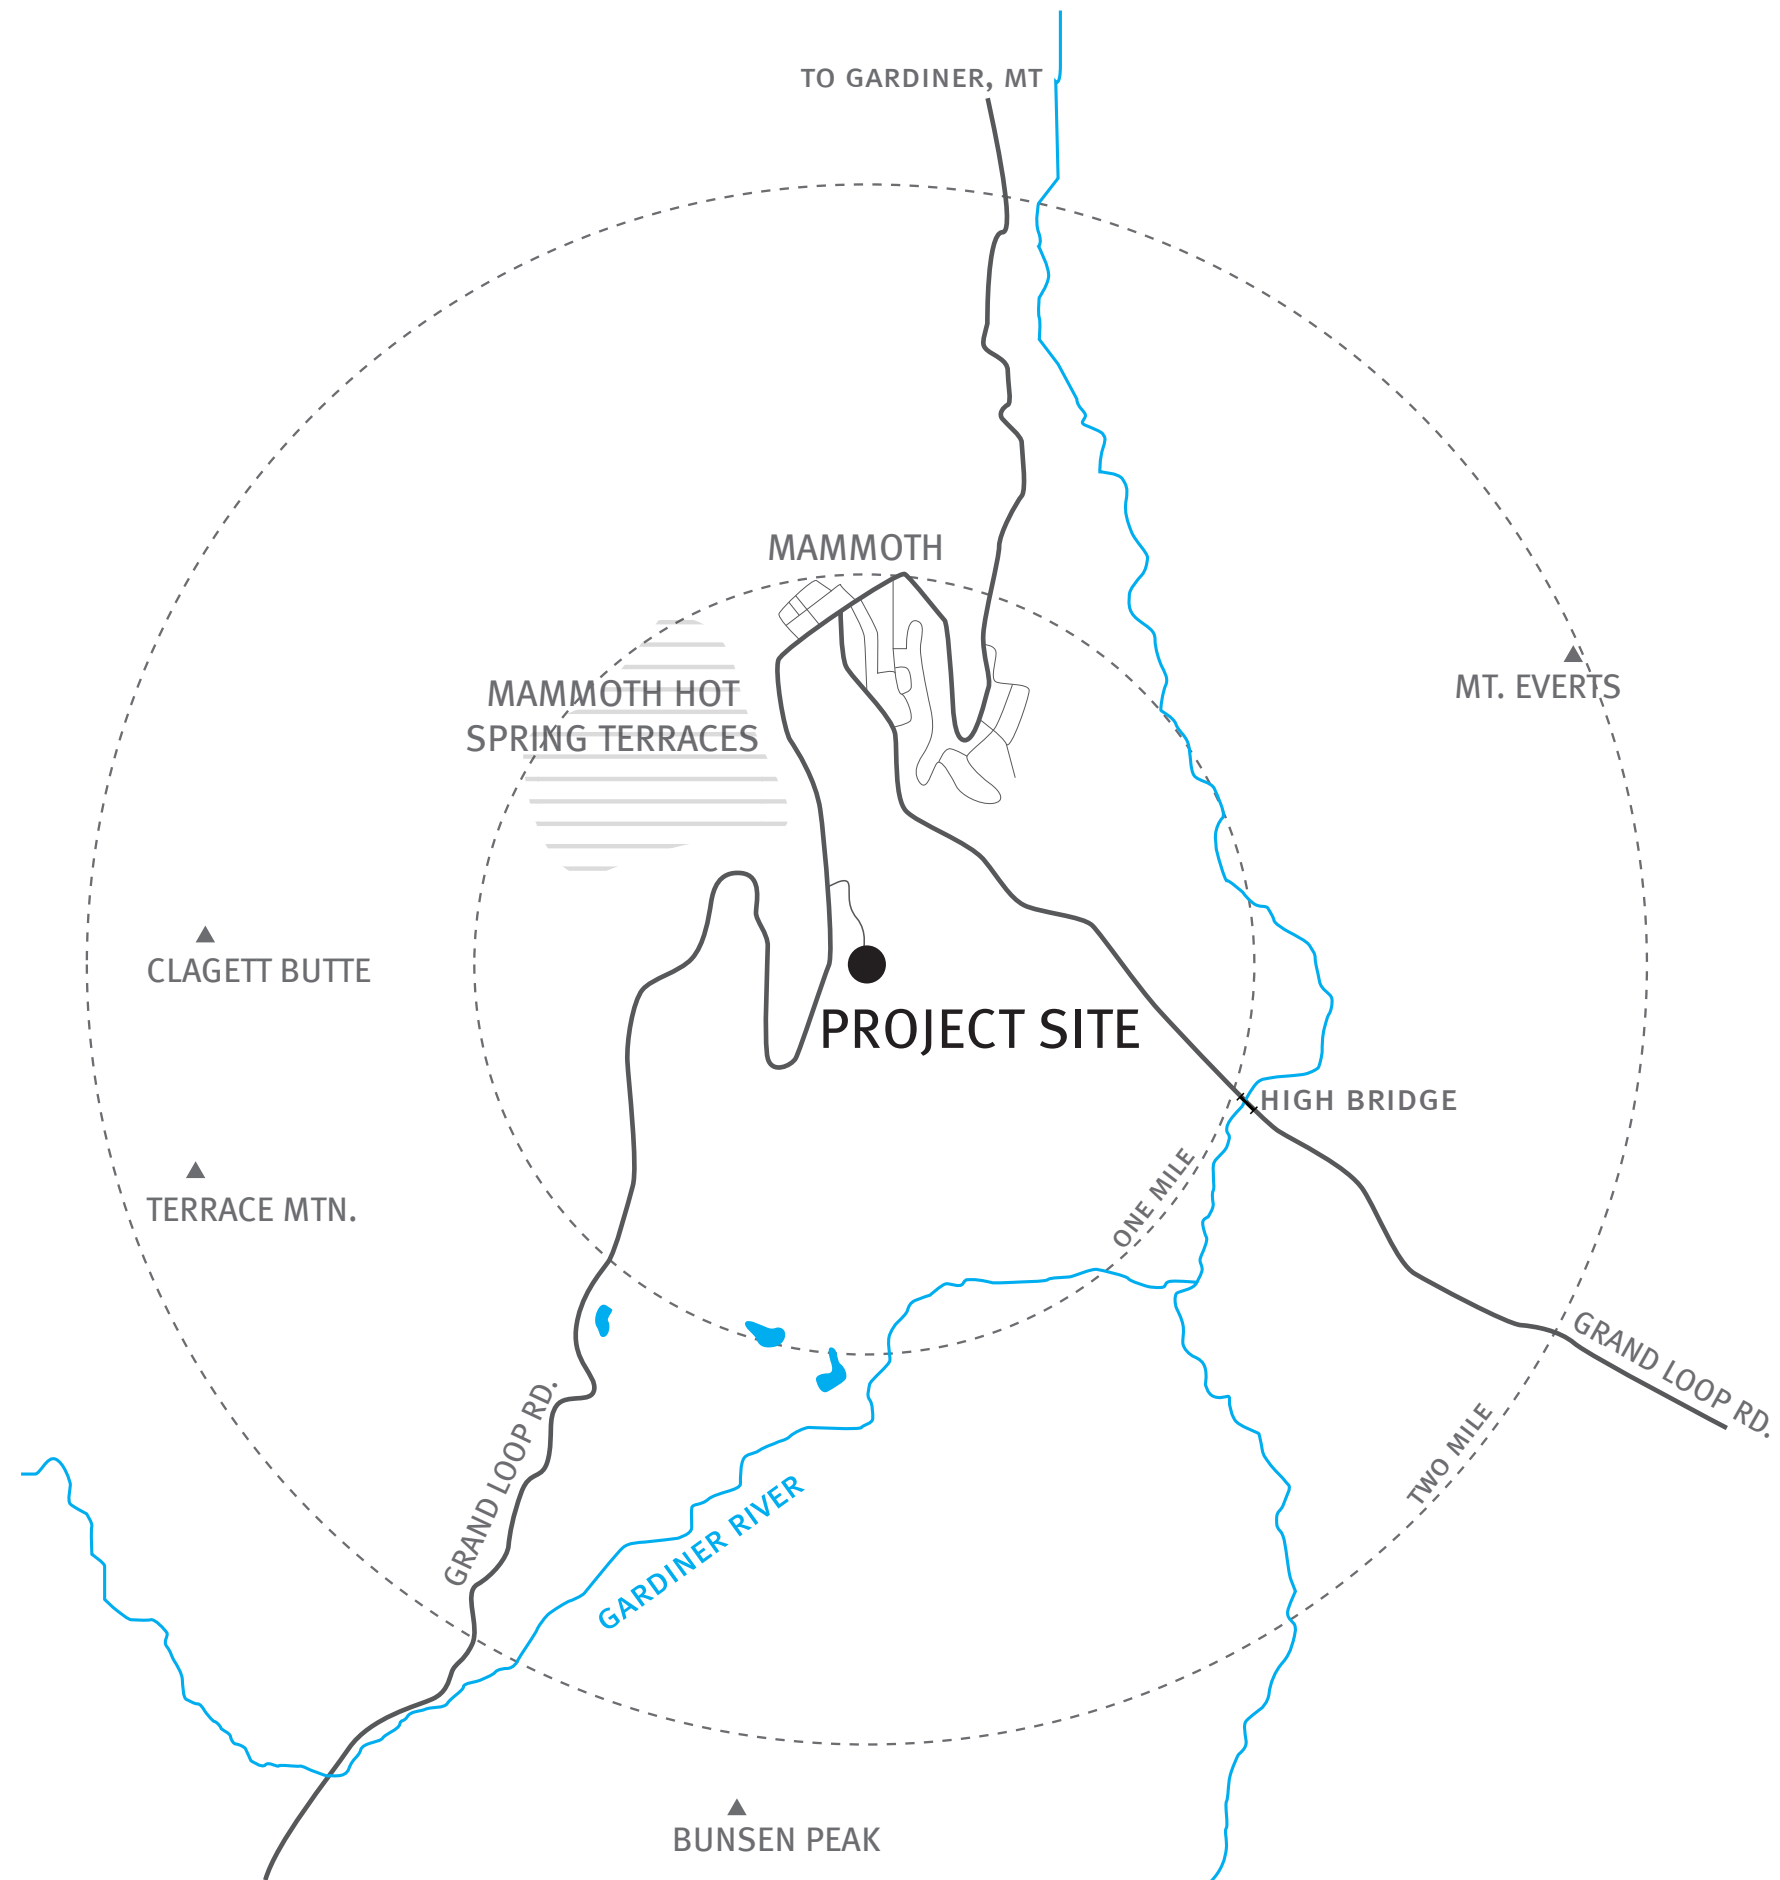 TO GARDINER, MT
MAMMOTH
MAMMOTH HOT
SPRING TERRACES
MT. EVERTS
CLAGETT BUTTE
PROJECT SITE
HIGH BRIDGE
ONE MILE
TERRACE MTN.
GRAND LOOP RD.
GRAND LOOP RD.
TWO MILE
GARDINER RIVER
BUNSEN PEAK